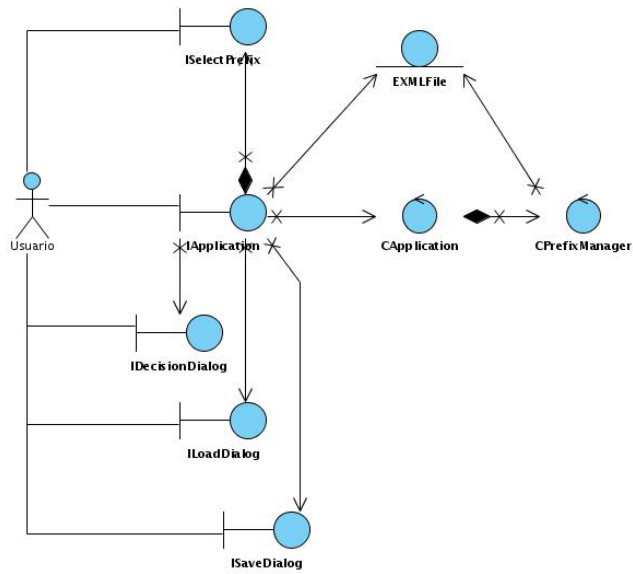 ISelectPrefix
EXMLFile
Usuario
IApplication
CApplication
CPrefixManager
IDecisionDialog
ILoadDialog
ISaveDialog